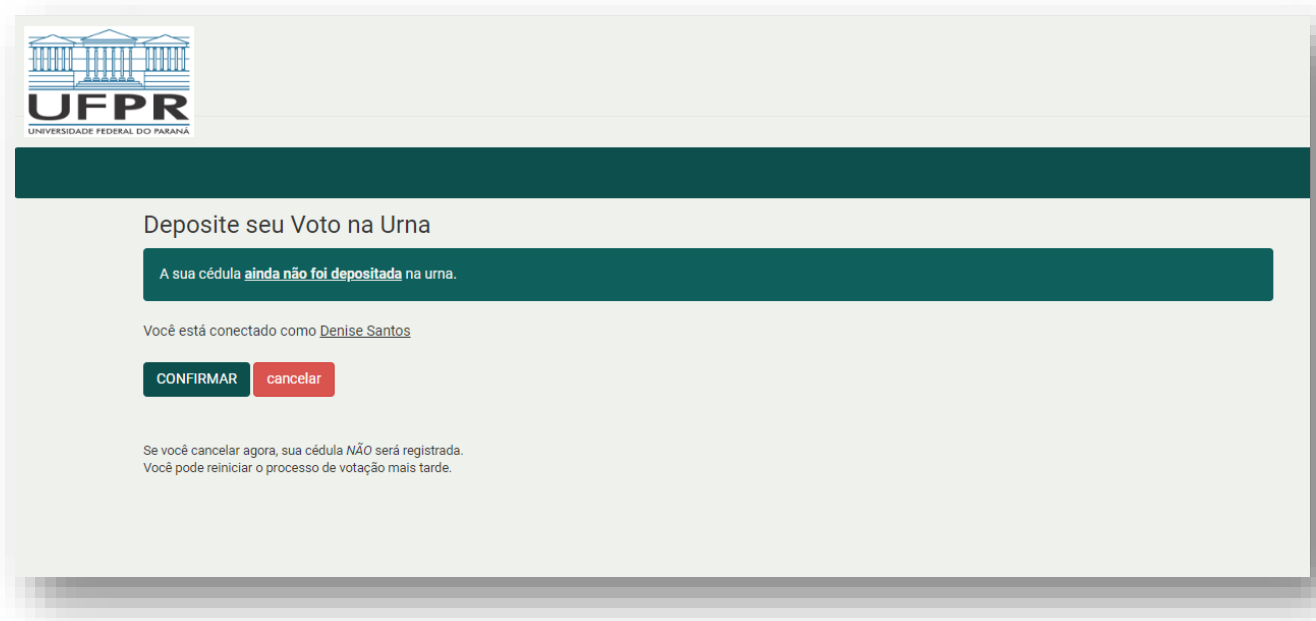 UFPR
UNIVERSIDADE FEDERAL DO PARANÁ
Deposite seu Voto na Urna
A sua cédula ainda não foi depositada na urna.
Você está conectado como Denise Santos
CONFIRMAR cancelar
Se você cancelar agora, sua cédula NÃO será registrada.
Você pode reiniciar o processo de votação mais tarde.